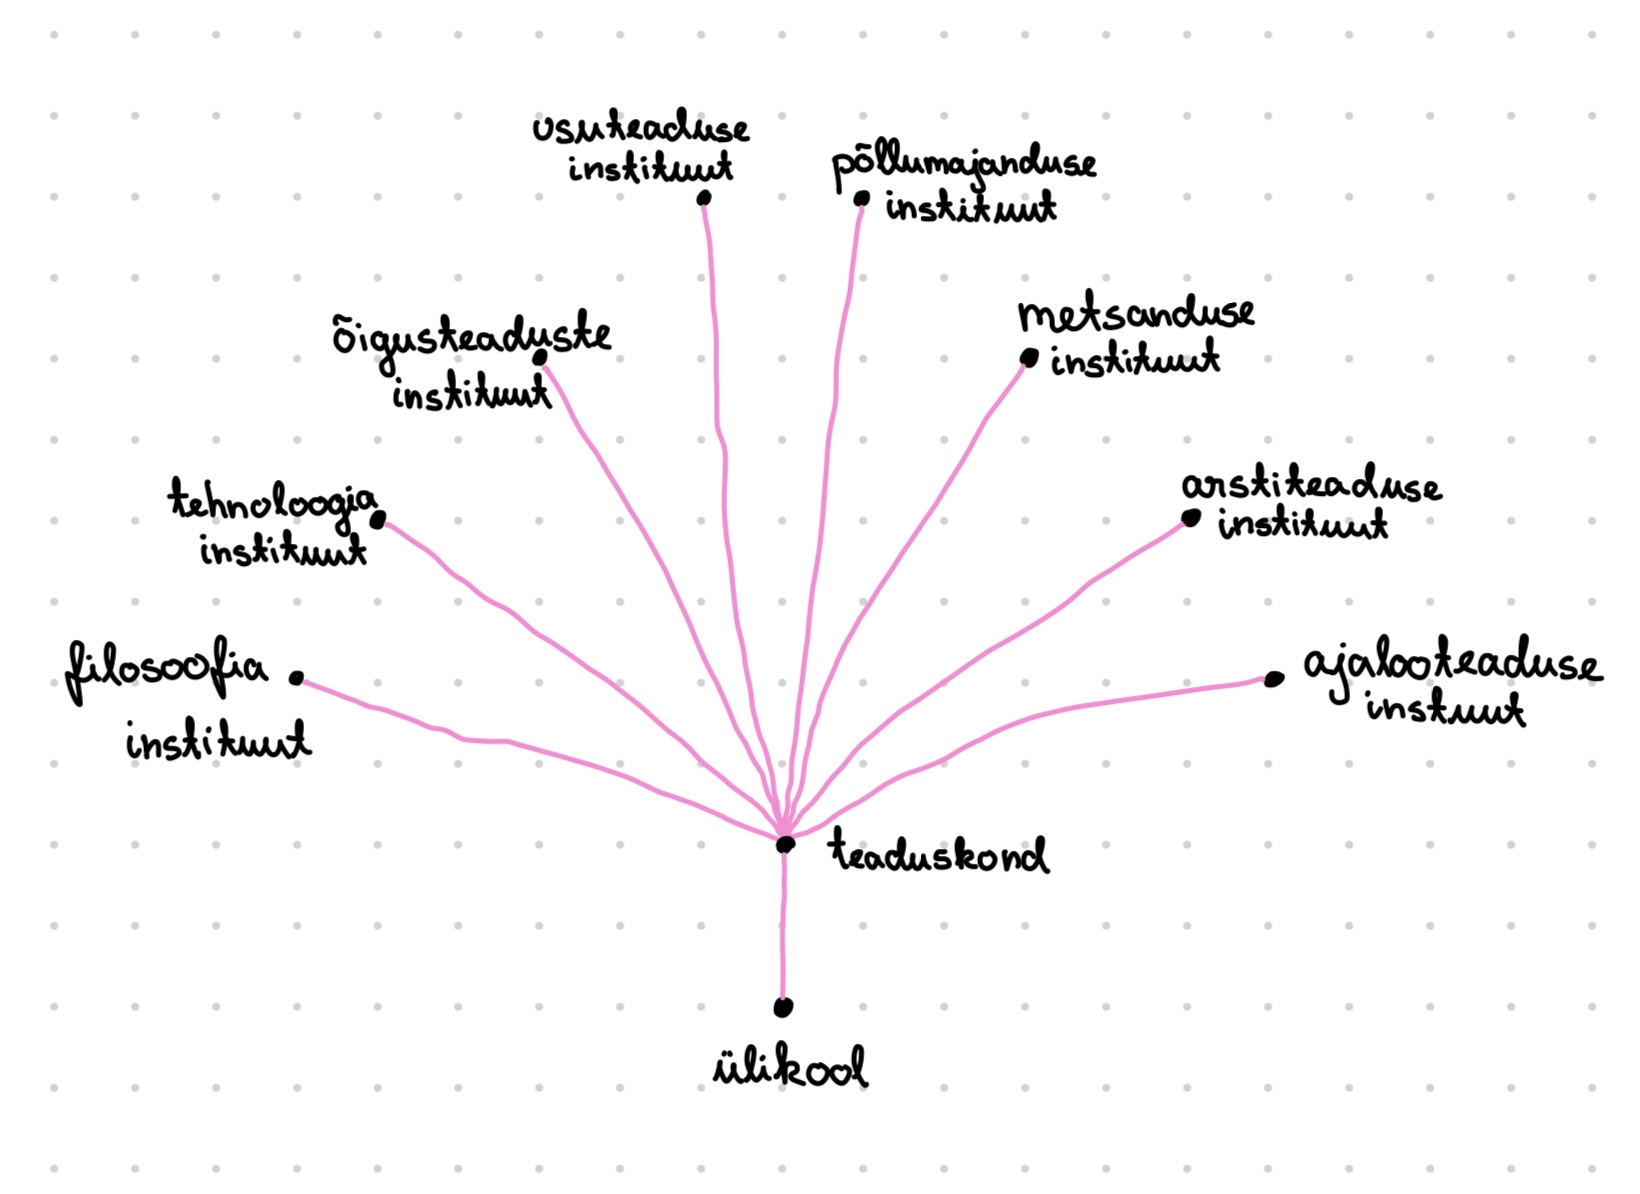 usuteaduse
instituut
põllumajanduse
instituut
õigusteaduste
instituut
metsanduse
instituut
tehnoloogia
instituut
arstiteaduse
instituut
filosoofia
instituut
ajalooteaduse
instuut
teaduskond
ülikool